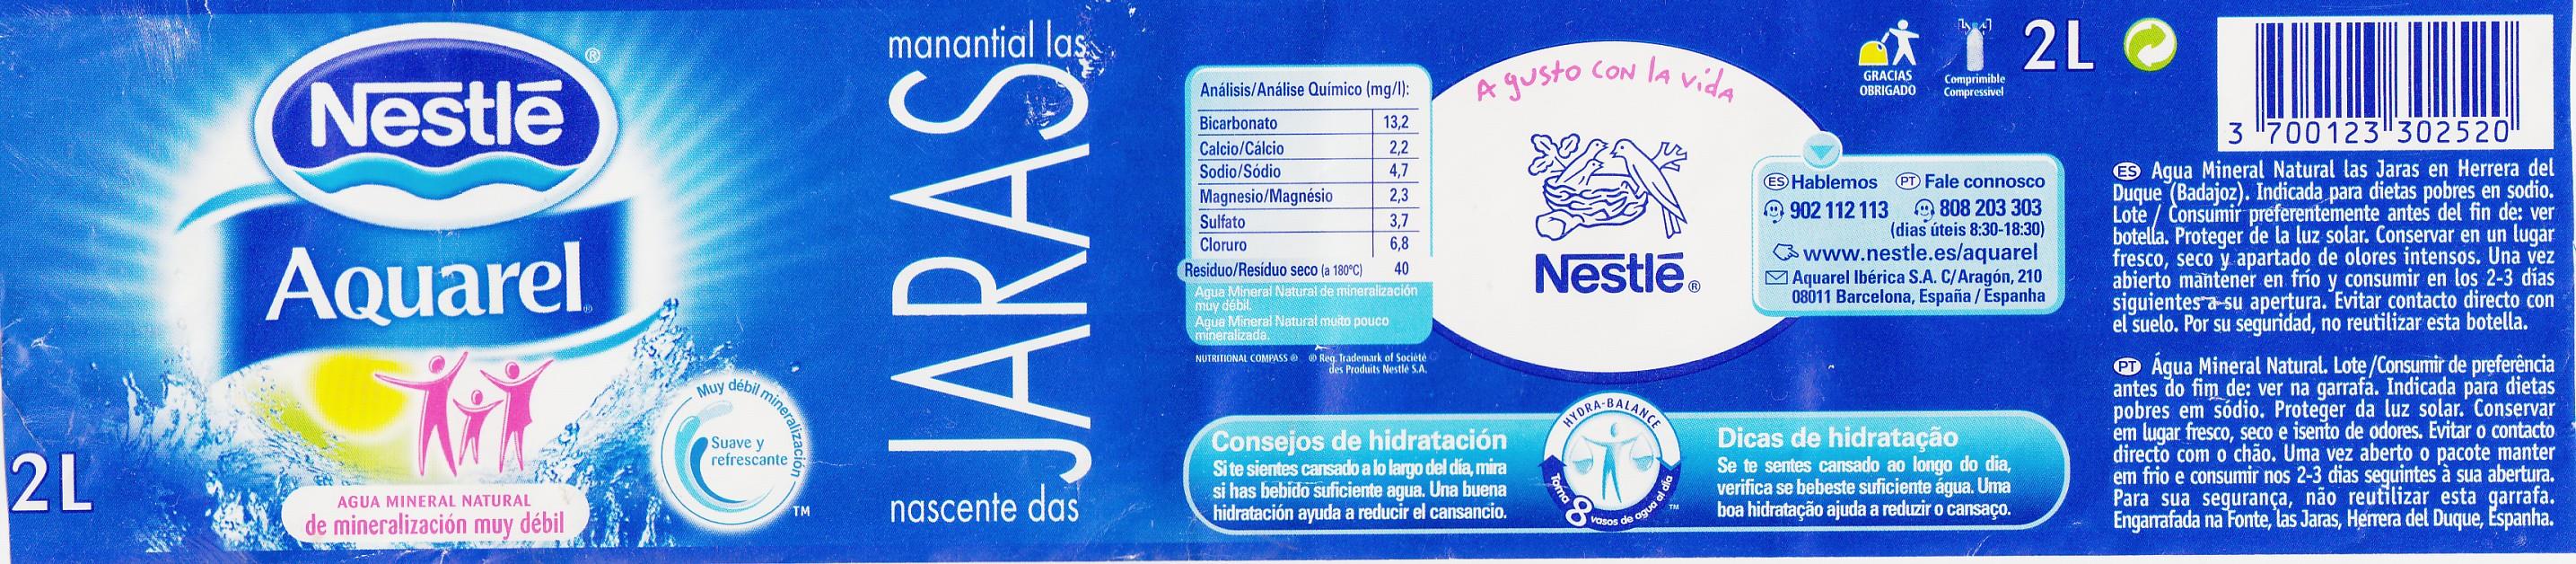 Nestlé®
Aquarel®
2L
AGUA MINERAL NATURAL
de mineralización muy débil
Muy débil mineralización
Suave y
refrescante
TM
manantial las
JARAS
nascente das
Análisis/Análise Químico (mg/l):
Bicarbonato 13,2
Calcio/Cálcio 2,2
Sodio/Sódio 4,7
Magnesio/Magnésio 2,3
Sulfato 3,7
Cloruro 6,8
Residuo/Resíduo seco (a 180°C) 40
Agua Mineral Natural de mineralización
muy débil.
Agua Mineral Natural muito pouco
mineralizada.
NUTRITIONAL COMPASS ® ® Reg. Trademark of Société
des Produits Nestlé S.A.
A gusto con la vida
Nestlé®
GRACIAS
OBRIGADO
Comprimible
Compressivel
2L
ES Hablemos PT Fale connosco
902 112 113 808 203 303
(dias úteis 8:30-18:30)
www.nestle.es/aquarel
Aquarel Ibérica S.A. C/Aragón, 210
08011 Barcelona, España / Espanha
Consejos de hidratación
Si te sientes cansado a lo largo del día, mira
si has bebido suficiente agua. Una buena
hidratación ayuda a reducir el cansancio.
HYDRA-BALANCE
Toma 8 vasos de agua al día
TM
Dicas de hidratação
Se te sentes cansado ao longo do dia,
verifica se bebeste suficiente água. Uma
boa hidratação ajuda a reduzir o cansaço.
3 700123 302520
ES Agua Mineral Natural las Jaras en Herrera del
Duque (Badajoz). Indicada para dietas pobres en sodio.
Lote / Consumir preferentemente antes del fin de: ver
botella. Proteger de la luz solar. Conservar en un lugar
fresco, seco y apartado de olores intensos. Una vez
abierto mantener en frío y consumir en los 2-3 días
siguientes a su apertura. Evitar contacto directo con
el suelo. Por su seguridad, no reutilizar esta botella.
PT Água Mineral Natural. Lote/Consumir de preferência
antes do fim de: ver na garrafa. Indicada para dietas
pobres em sódio. Proteger da luz solar. Conservar
em lugar fresco, seco e isento de odores. Evitar o contacto
directo com o chão. Uma vez aberto o pacote manter
em frio e consumir nos 2-3 dias seguintes à sua abertura.
Para sua segurança, não reutilizar esta garrafa.
Engarrafada na Fonte, las Jaras, Herrera del Duque, Espanha.